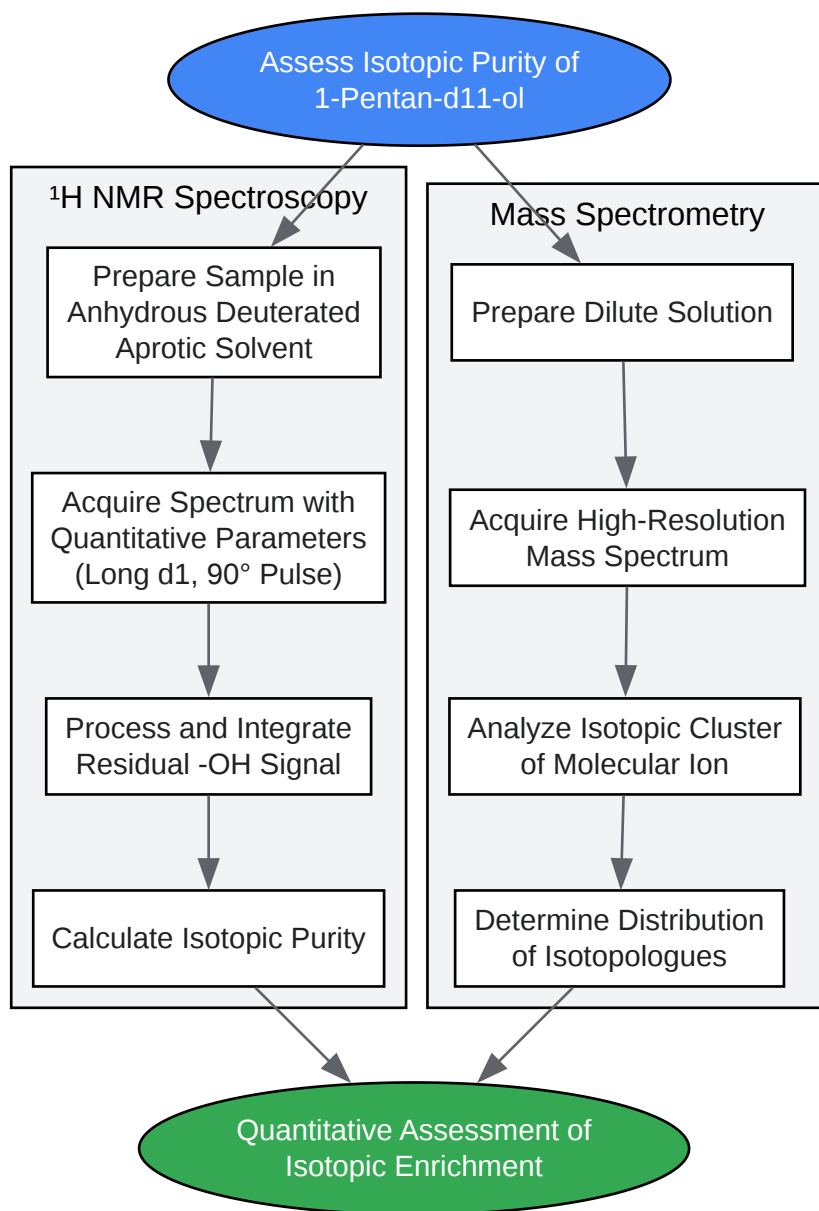 Assess Isotopic Purity of
1-Pentan-d11-ol
¹H NMR Spectroscopy
Prepare Sample in
Anhydrous Deuterated
Aprotic Solvent
Acquire Spectrum with
Quantitative Parameters
(Long d1, 90° Pulse)
Process and Integrate
Residual -OH Signal
Calculate Isotopic Purity
Mass Spectrometry
Prepare Dilute Solution
Acquire High-Resolution
Mass Spectrum
Analyze Isotopic Cluster
of Molecular Ion
Determine Distribution
of Isotopologues
Quantitative Assessment of
Isotopic Enrichment